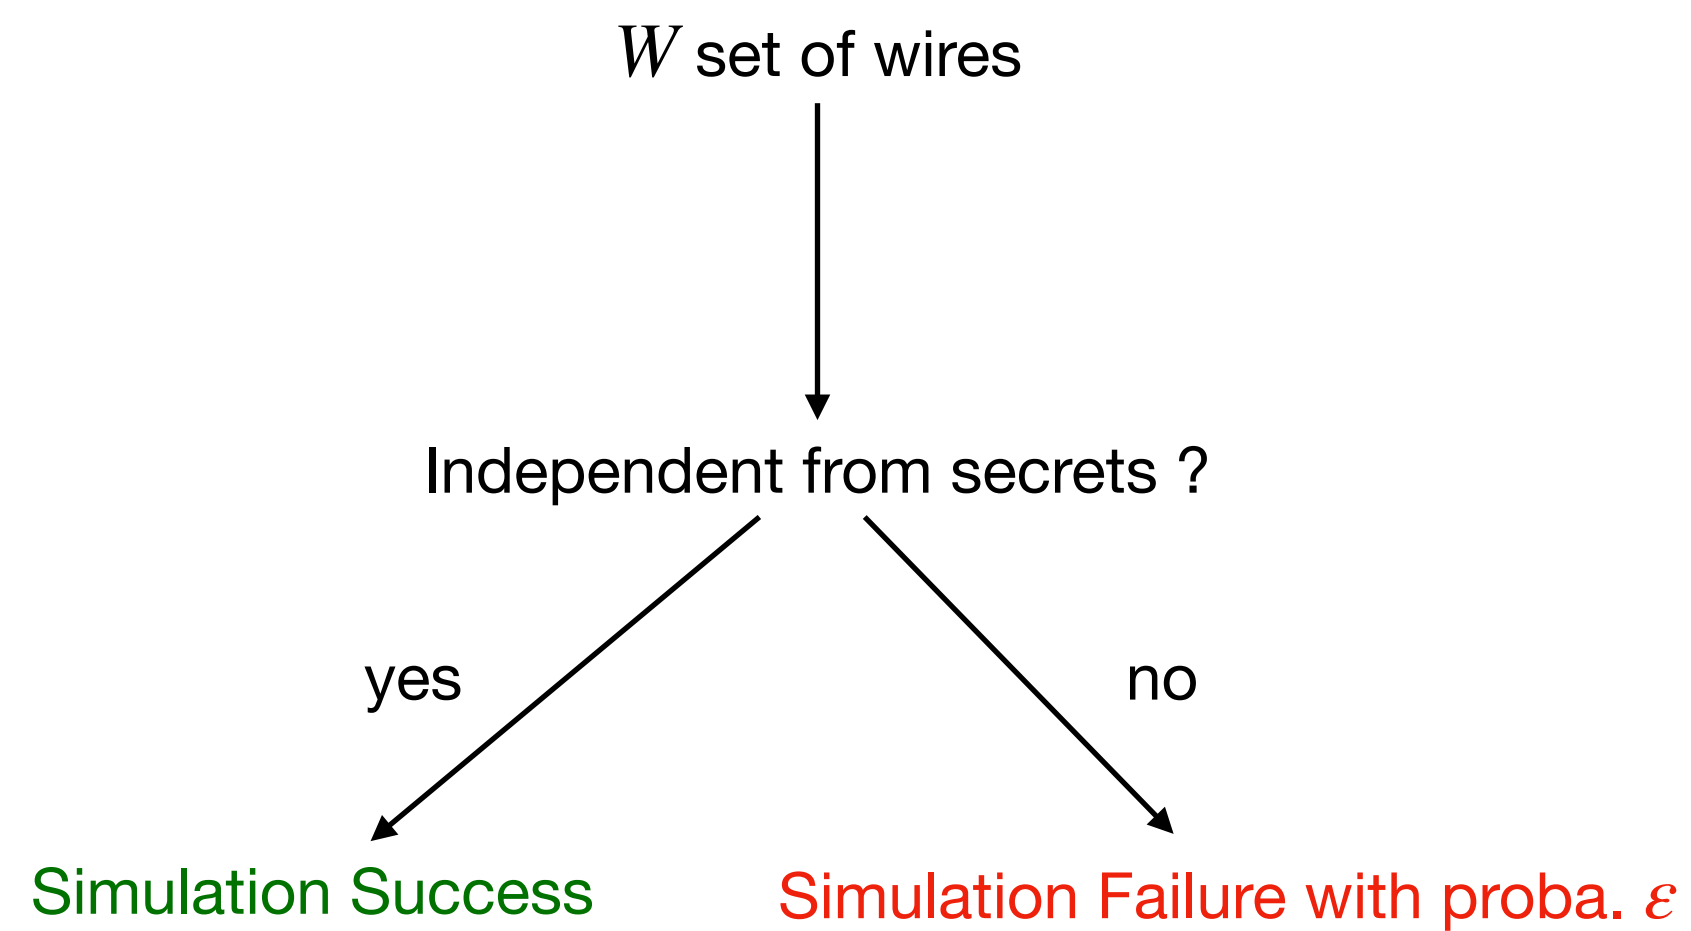 W set of wires
Independent from secrets ?
yes
no
Simulation Success
Simulation Failure with proba. ε